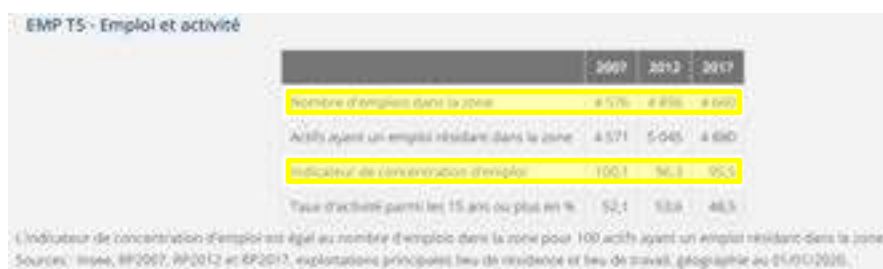 EMP T5 - Emploi et activité
2007 2012 2017
Nombre d'emplois dans la zone 4 576 4 856 4 660
Actifs ayant un emploi résidant dans la zone 4 571 5 045 4 880
Indicateur de concentration d'emploi 100,1 96,3 95,5
Taux d'activité parmi les 15 ans ou plus en % 52,1 53,6 48,5
L'indicateur de concentration d'emploi est égal au nombre d'emplois dans la zone pour 100 actifs ayant un emploi résidant dans la zone
Sources : Insee, RP2007, RP2012 et RP2017, exploitations principales lieu de résidence et lieu de travail, géographie au 01/01/2020.